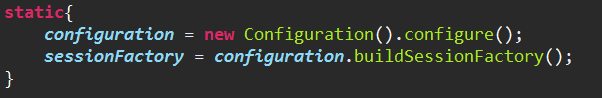 static{
    configuration = new Configuration().configure();
    sessionFactory = configuration.buildSessionFactory();
}